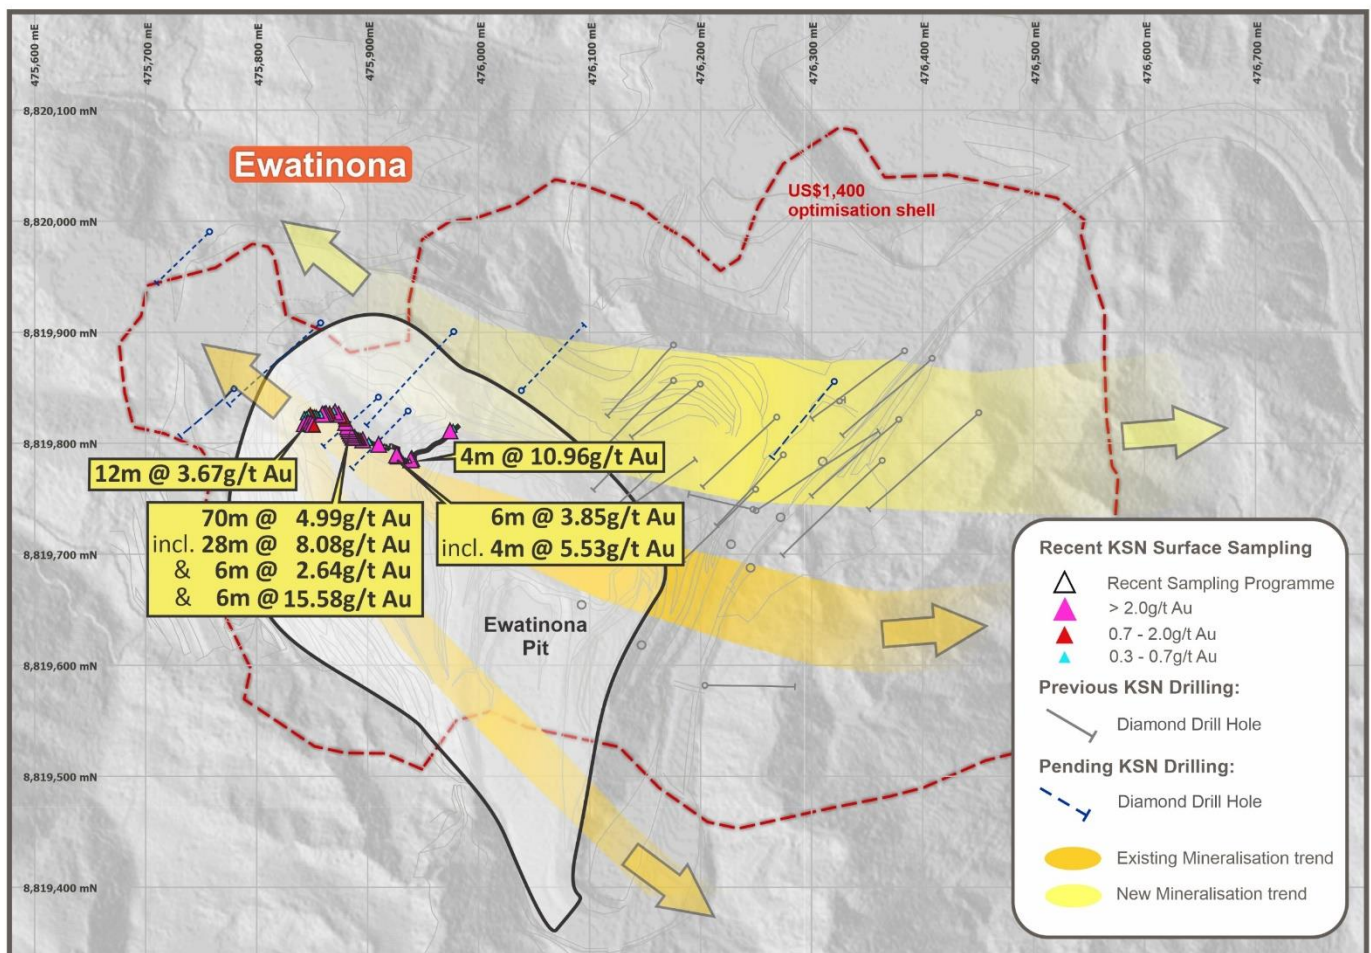 475,600 mE
475,700 mE
475,800 mE
475,900 mE
476,000 mE
476,100 mE
476,200 mE
476,300 mE
476,400 mE
476,500 mE
476,600 mE
476,700 mE
8,820,100 mN
Ewatinona
US$1,400
optimisation shell
8,820,000 mN
8,819,900 mN
8,819,800 mN
12m @ 3.67g/t Au
4m @ 10.96g/t Au
70m @ 4.99g/t Au
incl. 28m @ 8.08g/t Au
& 6m @ 2.64g/t Au
& 6m @ 15.58g/t Au
6m @ 3.85g/t Au
incl. 4m @ 5.53g/t Au
8,819,700 mN
Ewatinona
Pit
8,819,600 mN
8,819,500 mN
8,819,400 mN
Recent KSN Surface Sampling
Recent Sampling Programme
> 2.0g/t Au
0.7 - 2.0g/t Au
0.3 - 0.7g/t Au
Previous KSN Drilling:
Diamond Drill Hole
Pending KSN Drilling:
Diamond Drill Hole
Existing Mineralisation trend
New Mineralisation trend